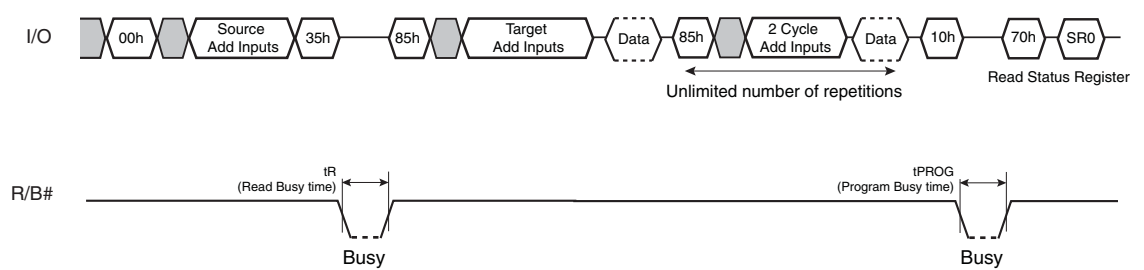 I/O
00h
Source
Add Inputs
35h
85h
Target
Add Inputs
Data
85h
2 Cycle
Add Inputs
Data
10h
70h
SR0
Unlimited number of repetitions
Read Status Register
R/B#
tR
(Read Busy time)
Busy
tPROG
(Program Busy time)
Busy